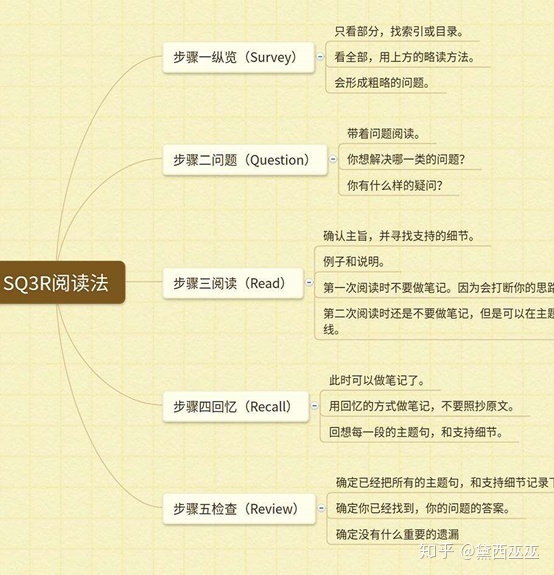 SQ3R阅读法
步骤一纵览（Survey）
只看部分，找索引或目录。
看全部，用上方的略读方法。
会形成粗略的问题。
步骤二问题（Question）
带着问题阅读。
你想解决哪一类的问题？
你有什么样的疑问？
步骤三阅读（Read）
确认主旨，并寻找支持的细节。
例子和说明。
第一次阅读时不要做笔记。因为会打断你的思路
第二次阅读时还是不要做笔记，但是可以在主题
线。
步骤四回忆（Recall）
此时可以做笔记了。
用回忆的方式做笔记，不要照抄原文。
回想每一段的主题句，和支持细节。
步骤五检查（Review）
确定已经把所有的主题句，和支持细节记录下
确定你已经找到，你的问题的答案。
确定没有什么重要的遗漏
知乎 @黛西巫巫